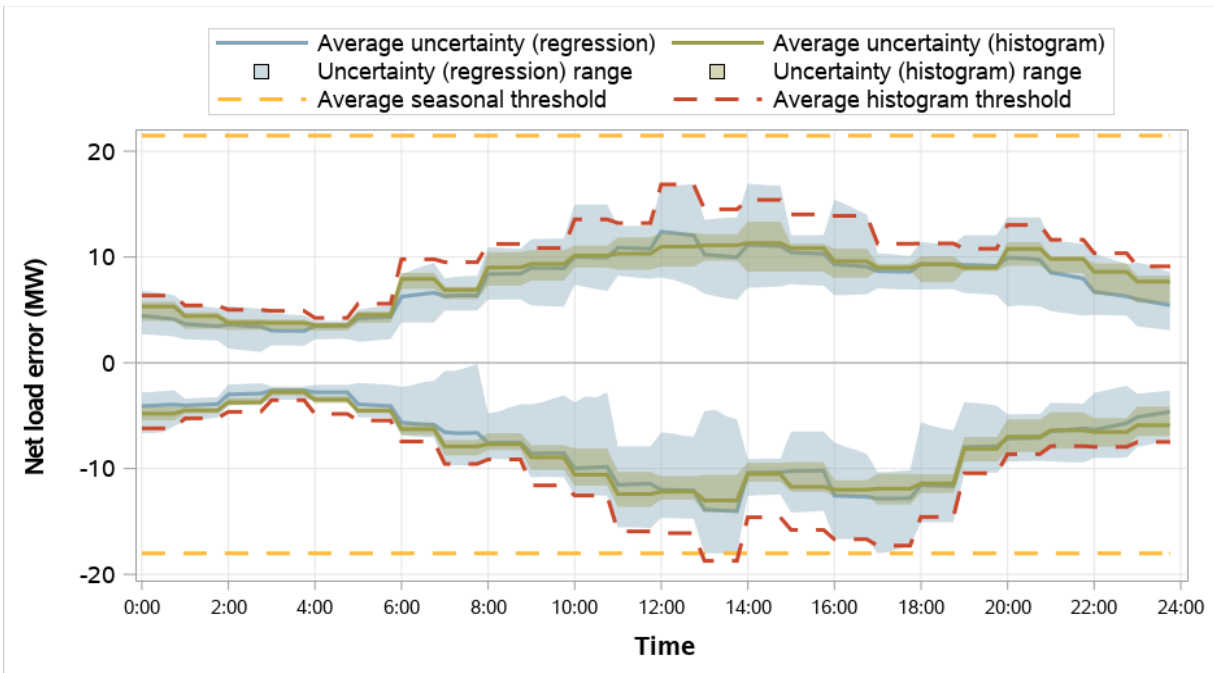 Average uncertainty (regression) Average uncertainty (histogram)
Uncertainty (regression) range Uncertainty (histogram) range
Average seasonal threshold Average histogram threshold
Net load error (MW)
20
10
0
-10
-20
0:00 2:00 4:00 6:00 8:00 10:00 12:00 14:00 16:00 18:00 20:00 22:00 24:00
Time